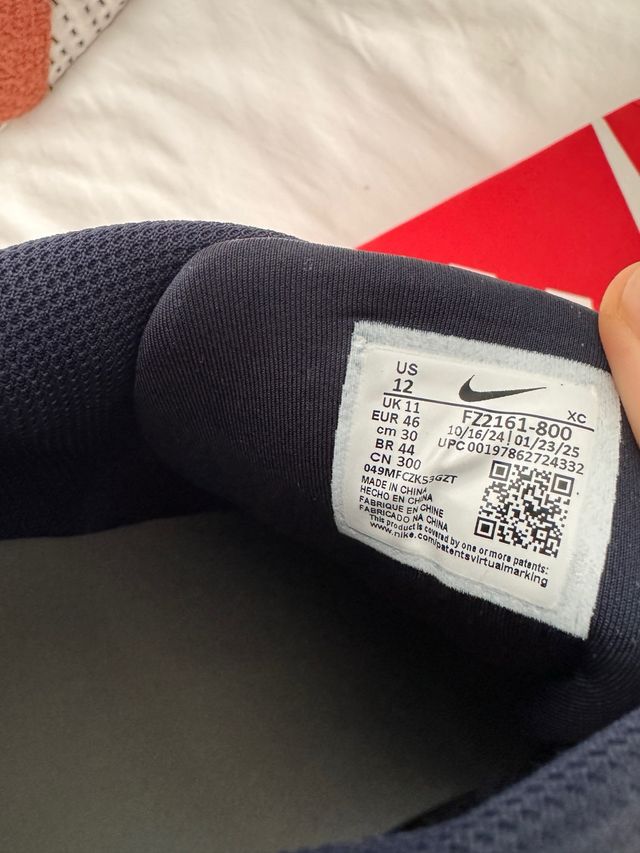 US
12
UK 11
EUR 46
cm 30
BR 44
CN 300
XC
FZ2161-800
10/16/24 | 01/23/25
UPC 00197862724332
MADE IN CHINA
HECHO EN CHINA
FABRIQUE EN CHINE
FABRICADO NA CHINA
This product is covered by one or more patents:
www.nike.com/patentsvirtualmarking